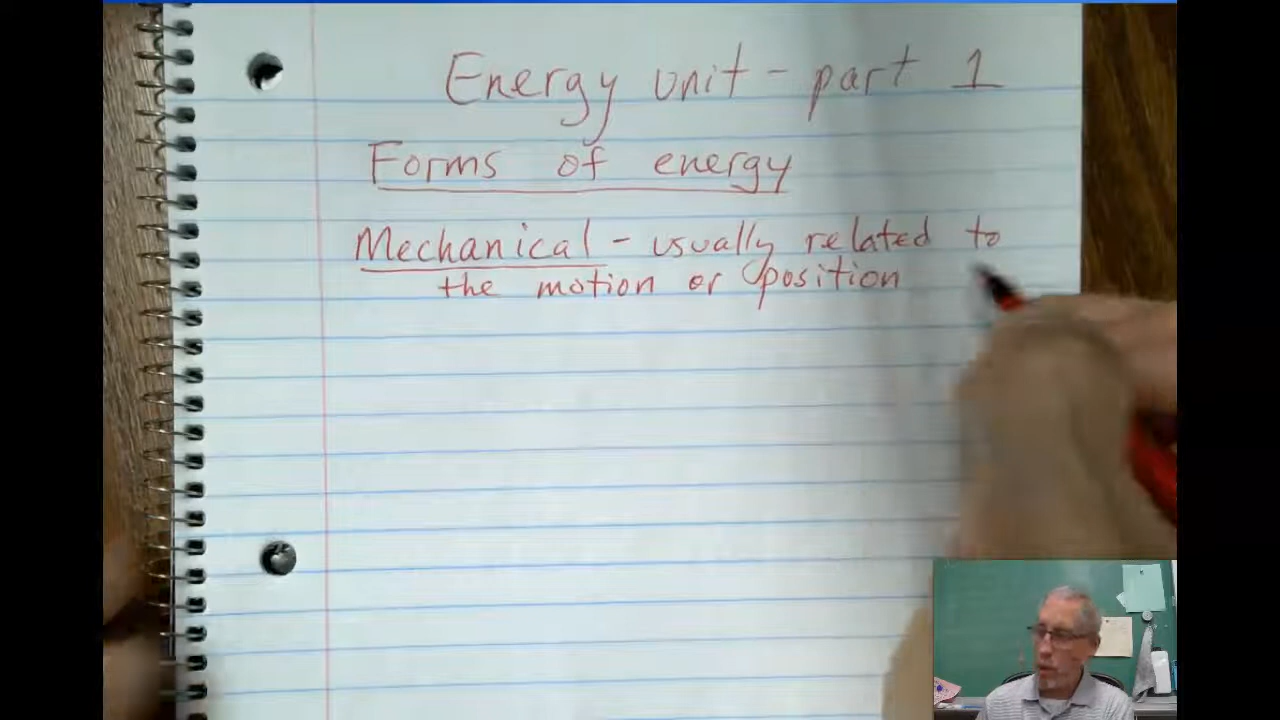 Energy unit - part 1
Forms of energy
Mechanical - usually related to
the motion or position